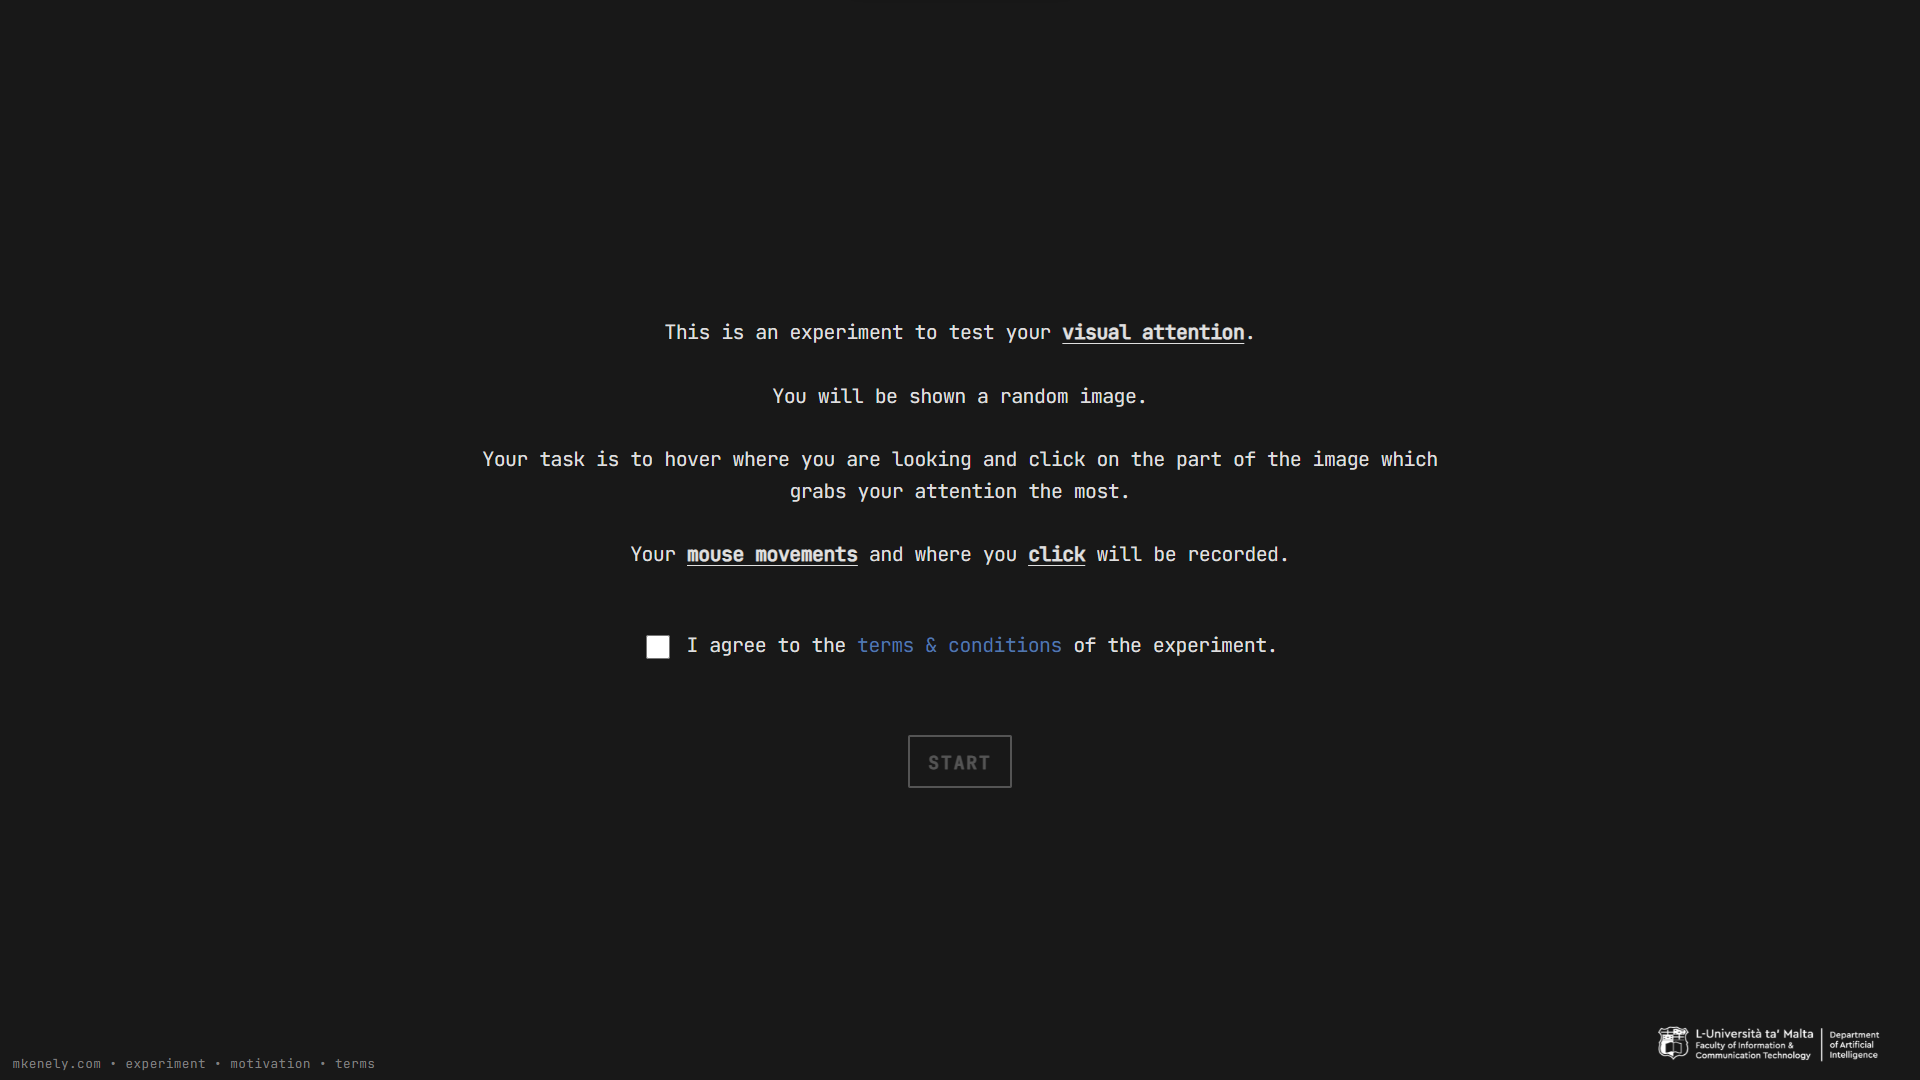 This is an experiment to test your visual attention.
You will be shown a random image.
Your task is to hover where you are looking and click on the part of the image which
grabs your attention the most.
Your mouse movements and where you click will be recorded.
I agree to the terms & conditions of the experiment.
START
mkenely.com • experiment • motivation • terms
L-Università ta' Malta
Faculty of Information &
Communication Technology
Department
of Artificial
Intelligence